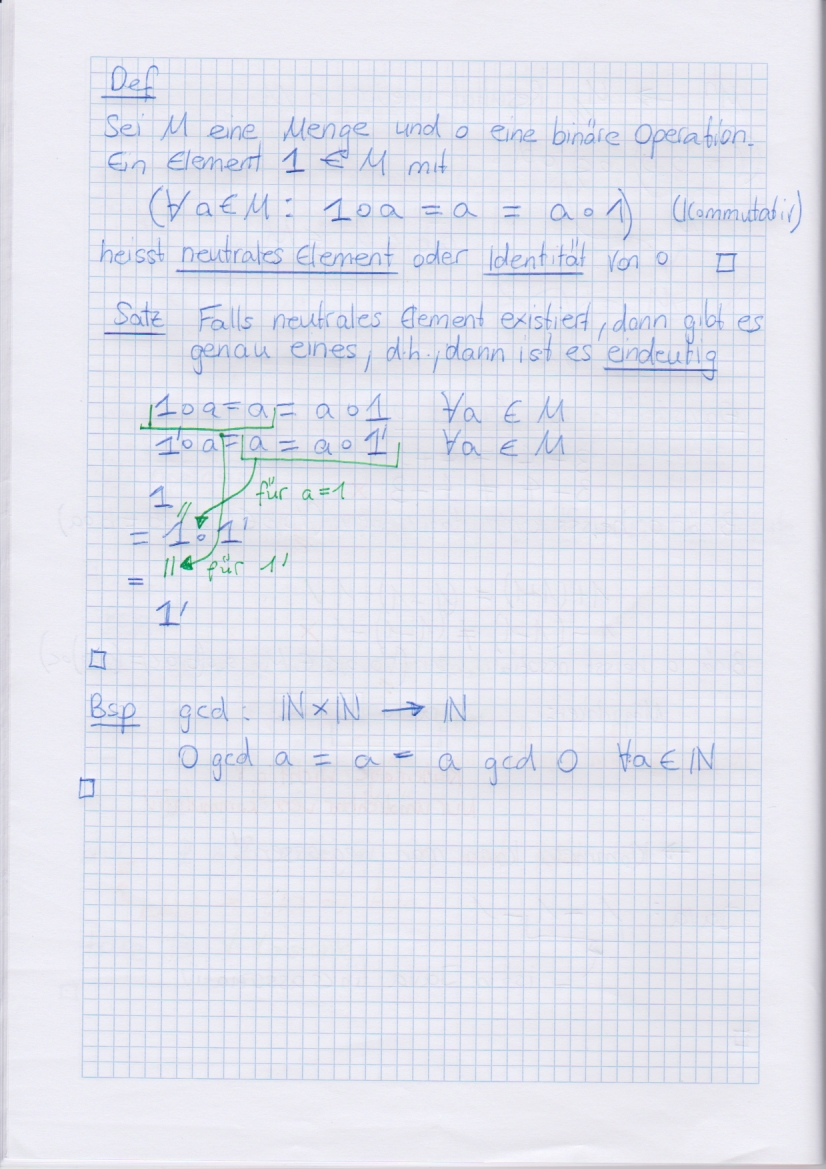 Def
Sei M eine Menge und ∘ eine binäre Operation.
Ein Element 1 ∈ M mit
(∀a∈M: 1∘a = a = a∘1) (Kommutativ)
heisst neutrales Element oder Identität von ∘ □
Satz Falls neutrales Element existiert, dann gibt es
genau eines, d.h., dann ist es eindeutig
1∘a = a = a∘1 ∀a ∈ M
1'∘a = a = a∘1' ∀a ∈ M
1 für a=1
= 1∘1'
= für 1'
1'
□
Bsp gcd: ℕ×ℕ → ℕ
0 gcd a = a = a gcd 0 ∀a∈ℕ
□